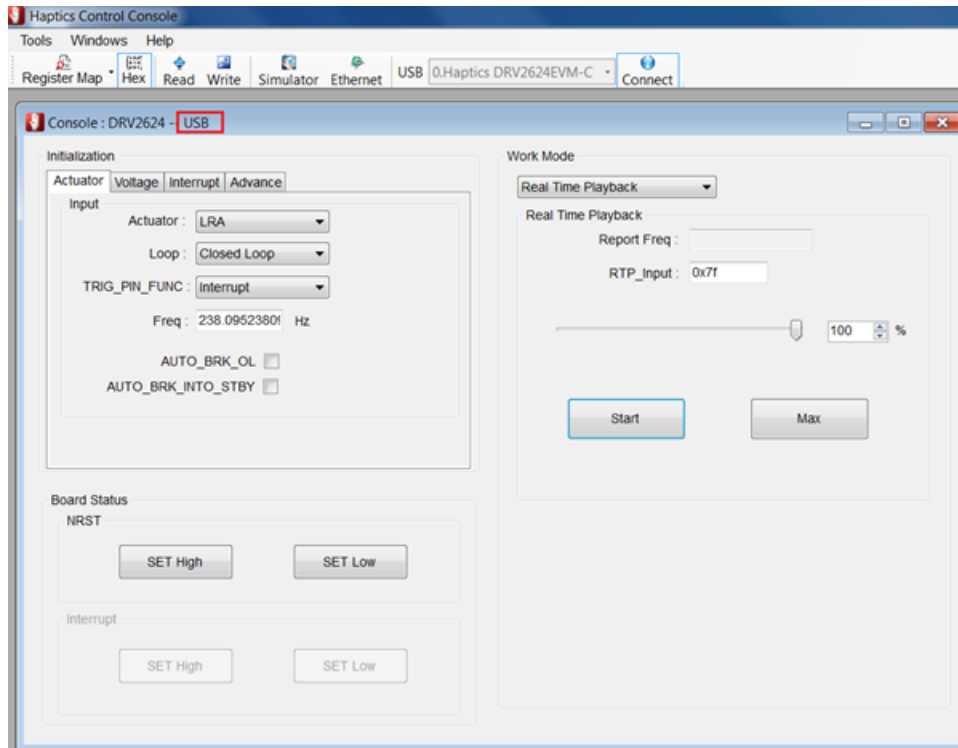 Haptics Control Console
Tools Windows Help
Register Map Hex Read Write Simulator Ethernet USB 0.Haptics DRV2624EVM-C Connect
Console : DRV2624 -- USB
Initialization
Actuator Voltage Interrupt Advance
Input
Actuator : LRA
Loop : Closed Loop
TRIG_PIN_FUNC : Interrupt
Freq : 238.0952380 Hz
AUTO_BRK_OL
AUTO_BRK_INTO_STBY
Board Status
NRST
SET High SET Low
Interrupt
SET High SET Low
Work Mode
Real Time Playback
Real Time Playback
Report Freq :
RTP_Input : 0x7f
100 %
Start Max